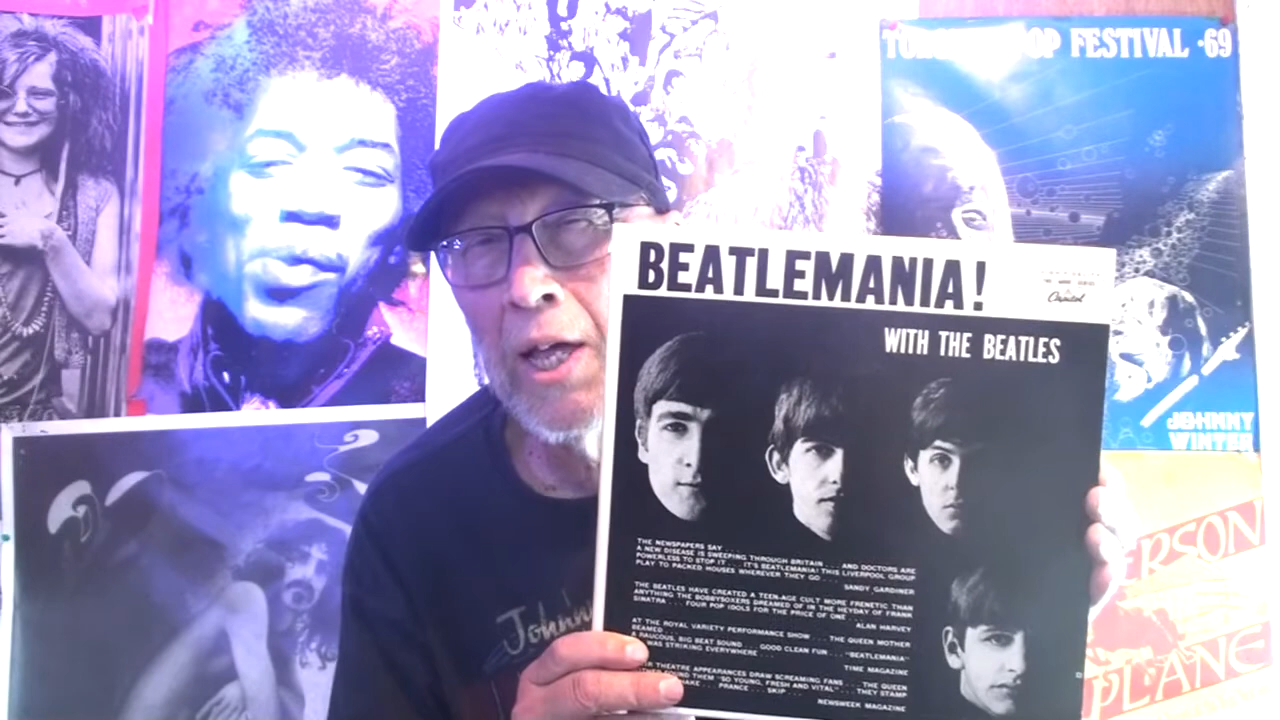 FESTIVAL ·69
BEATLEMANIA!
Capitol
WITH THE BEATLES
JOHNNY
WINTER
THE NEWSPAPERS SAY . . .
A NEW DISEASE IS SWEEPING THROUGH BRITAIN . . . AND DOCTORS ARE
POWERLESS TO STOP IT . . . IT'S BEATLEMANIA! THIS LIVERPOOL GROUP
PLAY TO PACKED HOUSES WHEREVER THEY GO . . .
SANDY GARDINER
THE BEATLES HAVE CREATED A TEEN-AGE CULT MORE FRENETIC THAN
ANYTHING THE BOBBYSOXERS DREAMED OF IN THE HEYDAY OF FRANK
SINATRA . . . FOUR POP IDOLS FOR THE PRICE OF ONE . . .
ALAN HARVEY
AT THE ROYAL VARIETY PERFORMANCE SHOW . . . THE QUEEN MOTHER
BEAMED . . .
A RAUCOUS, BIG BEAT SOUND . . . GOOD CLEAN FUN . . . "BEATLEMANIA"
WAS STRIKING EVERYWHERE . . .
TIME MAGAZINE
THEATRE APPEARANCES DRAW SCREAMING FANS . . . THE QUEEN
FOUND THEM "SO YOUNG, FRESH AND VITAL" . . . THEY STAMP
. . . PRANCE . . . SKIP . . .
NEWSWEEK MAGAZINE
Johnn
ERSON
PLANE